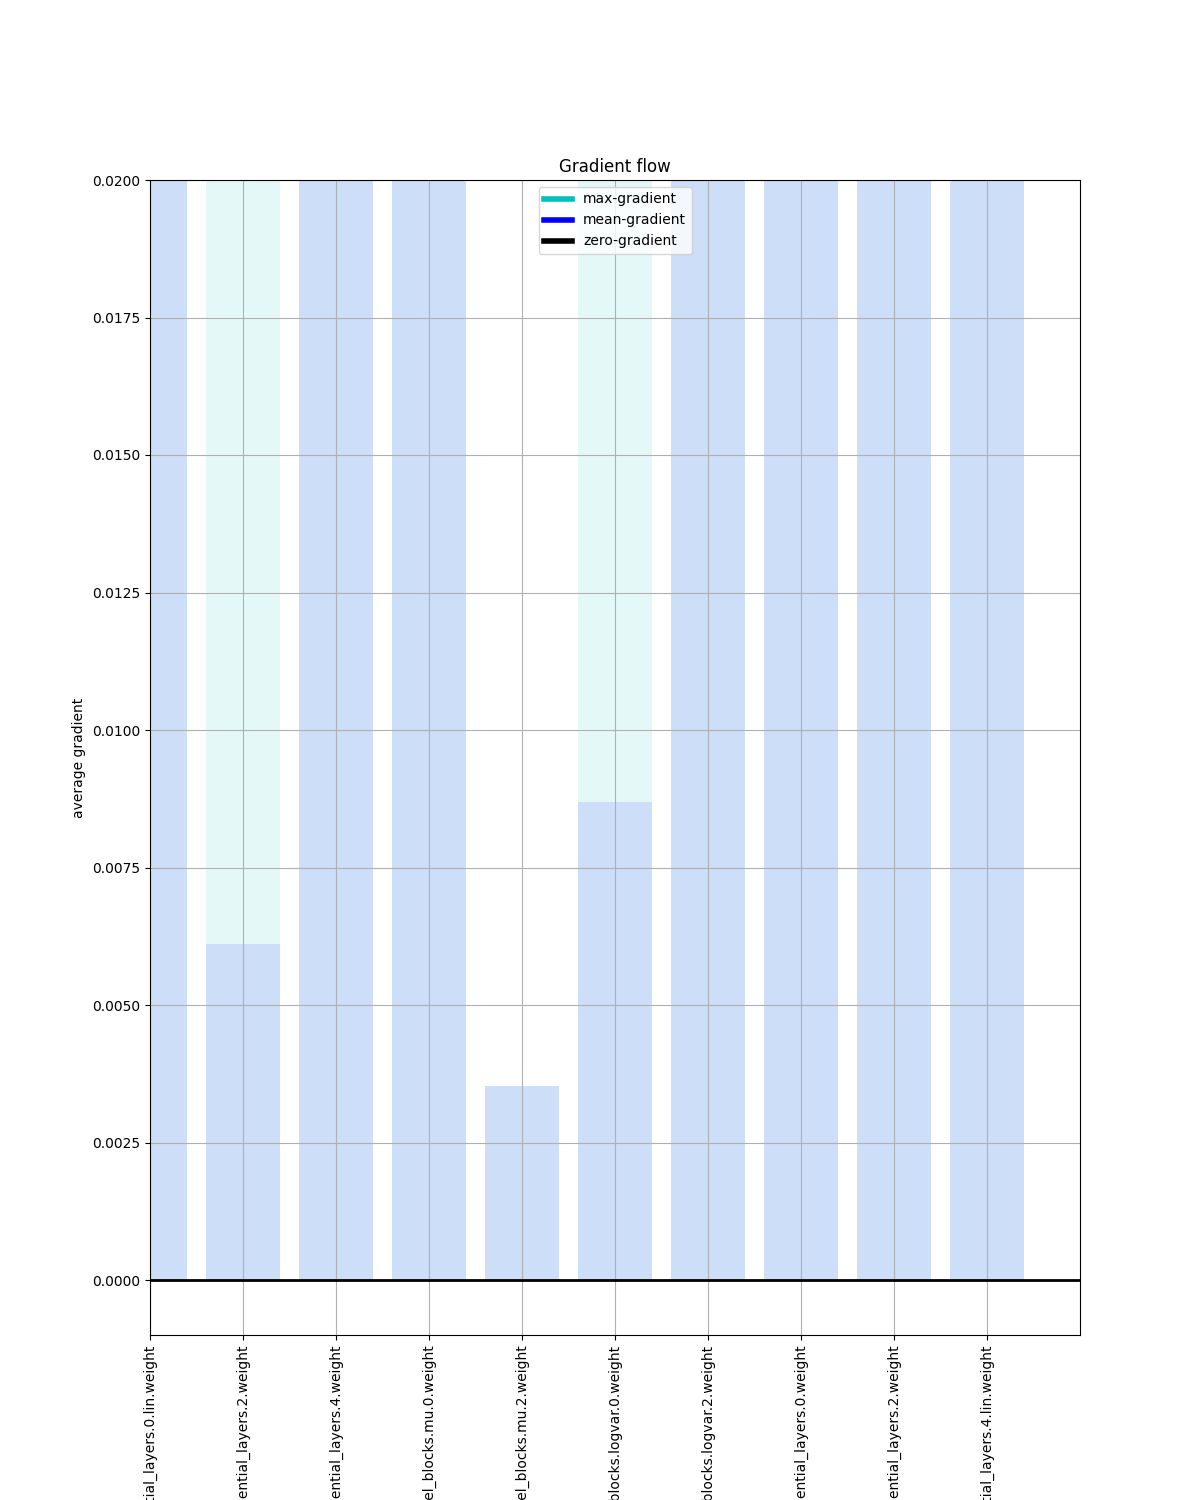 Gradient flow
max-gradient
mean-gradient
zero-gradient
0.0200
0.0175
0.0150
0.0125
0.0100
0.0075
0.0050
0.0025
0.0000
average gradient
tial_layers.0.lin.weight
ential_layers.2.weight
ential_layers.4.weight
el_blocks.mu.0.weight
el_blocks.mu.2.weight
blocks.logvar.0.weight
blocks.logvar.2.weight
ential_layers.0.weight
ential_layers.2.weight
tial_layers.4.lin.weight